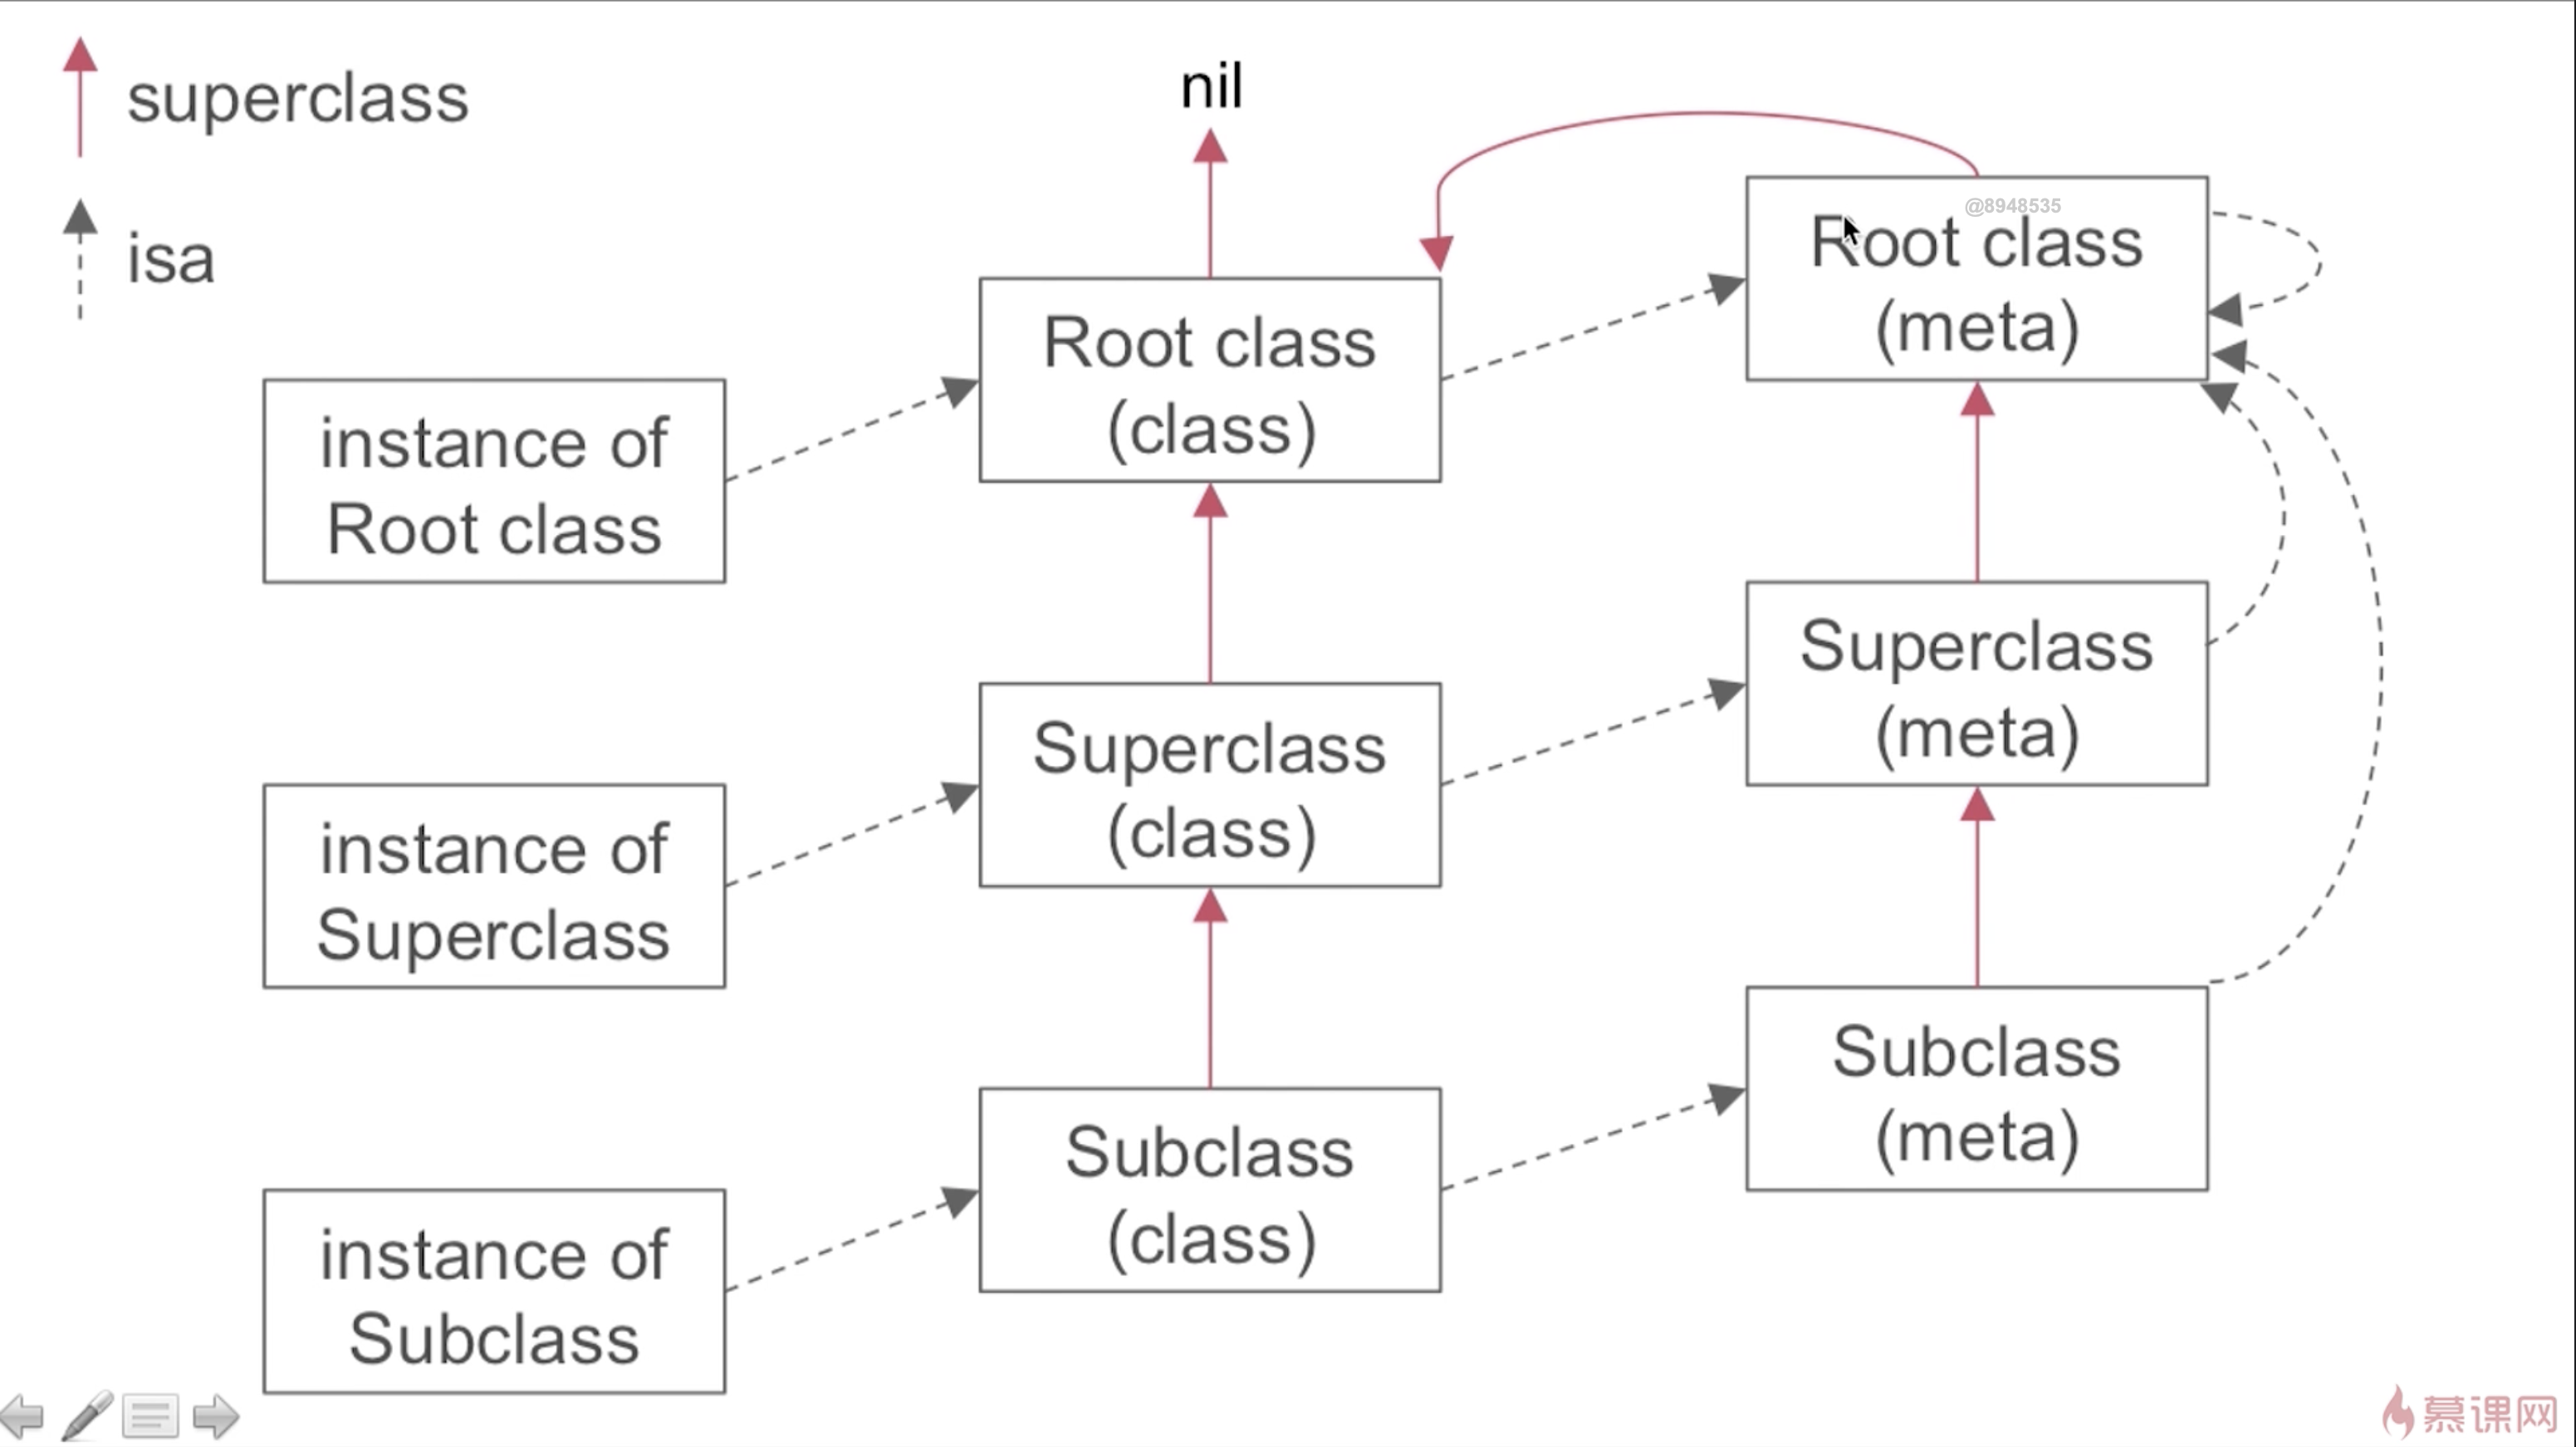 superclass
isa
nil
@8948535
Root class
(meta)
Root class
(class)
instance of
Root class
Superclass
(meta)
Superclass
(class)
instance of
Superclass
Subclass
(meta)
Subclass
(class)
instance of
Subclass
慕课网